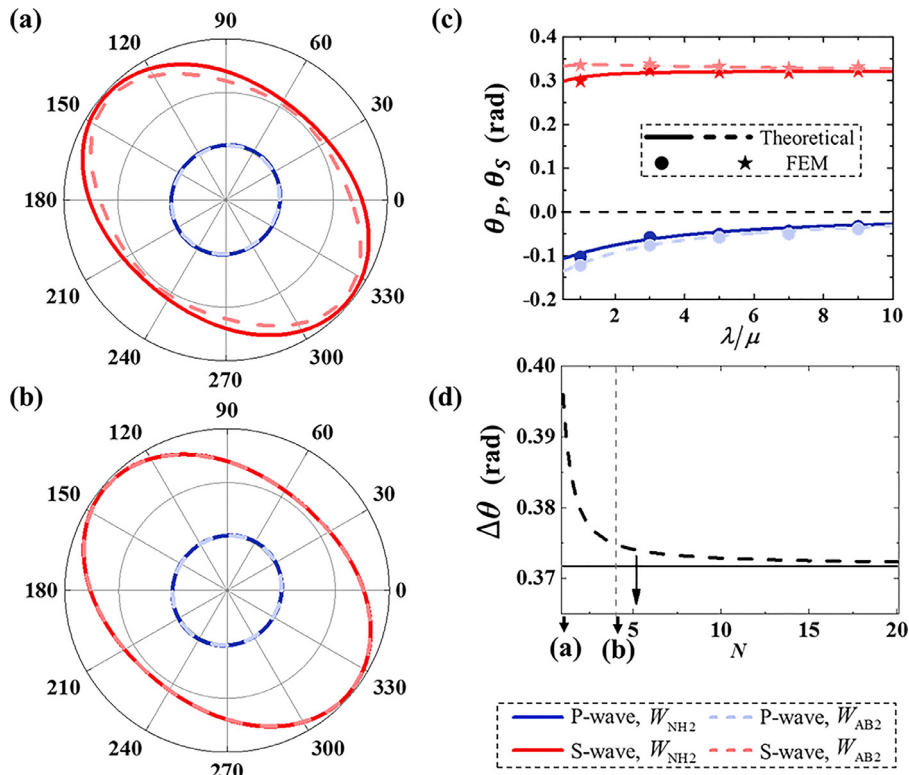 (a)
90
120
60
150
30
180
0
210
330
240
300
270
(b)
90
120
60
150
30
180
0
210
330
240
300
270
(c)
0.4
0.3
0.2
0.1
0.0
-0.1
-0.2
θP, θS (rad)
Theoretical
FEM
2 4 6 8 10
λ/μ
(d)
0.40
0.39
0.38
0.37
Δθ (rad)
5 10 15 20
(a) (b) N
P-wave, WNH2 P-wave, WAB2
S-wave, WNH2 S-wave, WAB2